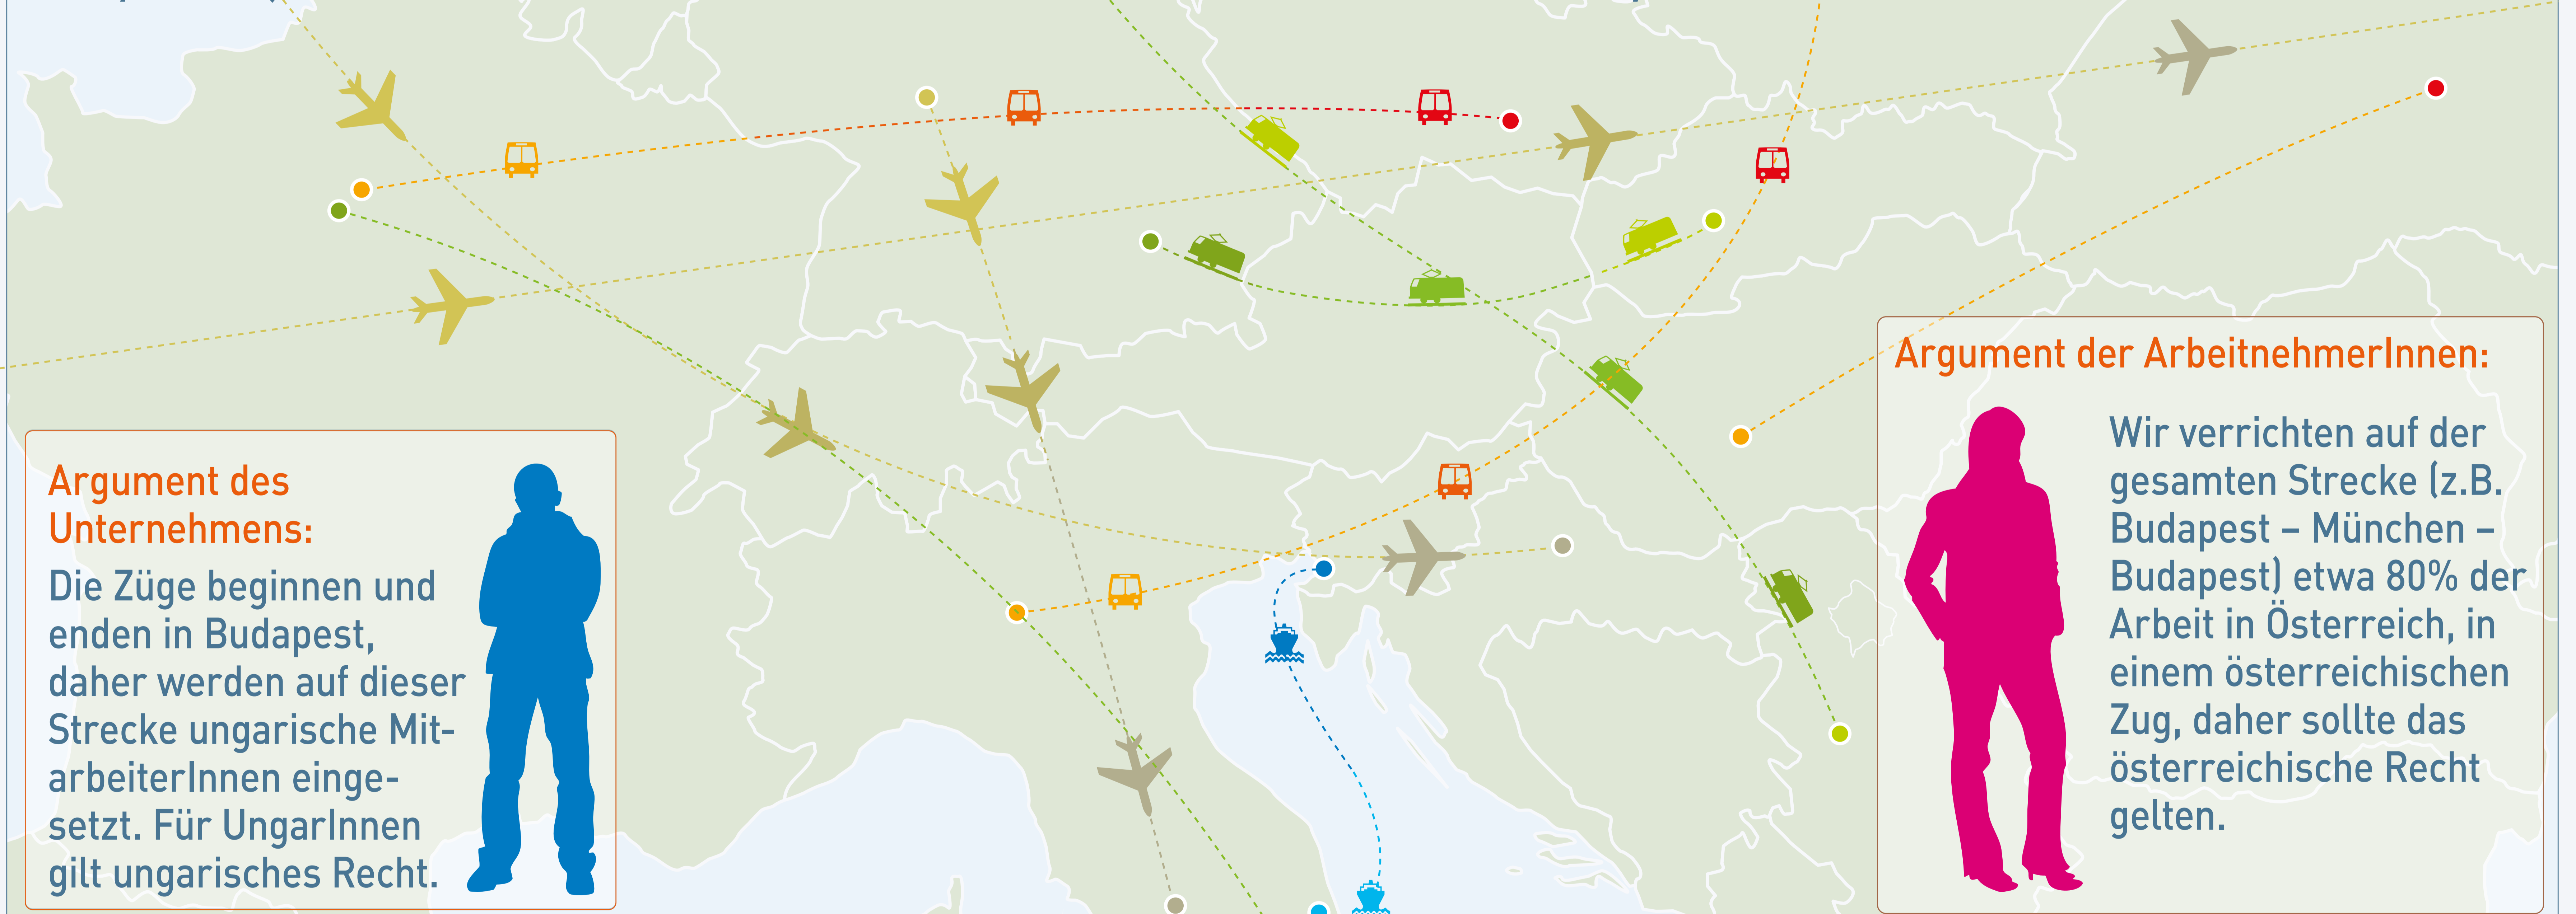 Argument des
Unternehmens:
Die Züge beginnen und
enden in Budapest,
daher werden auf dieser
Strecke ungarische Mit-
arbeiterInnen einge-
setzt. Für UngarInnen
gilt ungarisches Recht.
Argument der ArbeitnehmerInnen:
Wir verrichten auf der
gesamten Strecke (z.B.
Budapest – München –
Budapest) etwa 80% der
Arbeit in Österreich, in
einem österreichischen
Zug, daher sollte das
österreichische Recht
gelten.